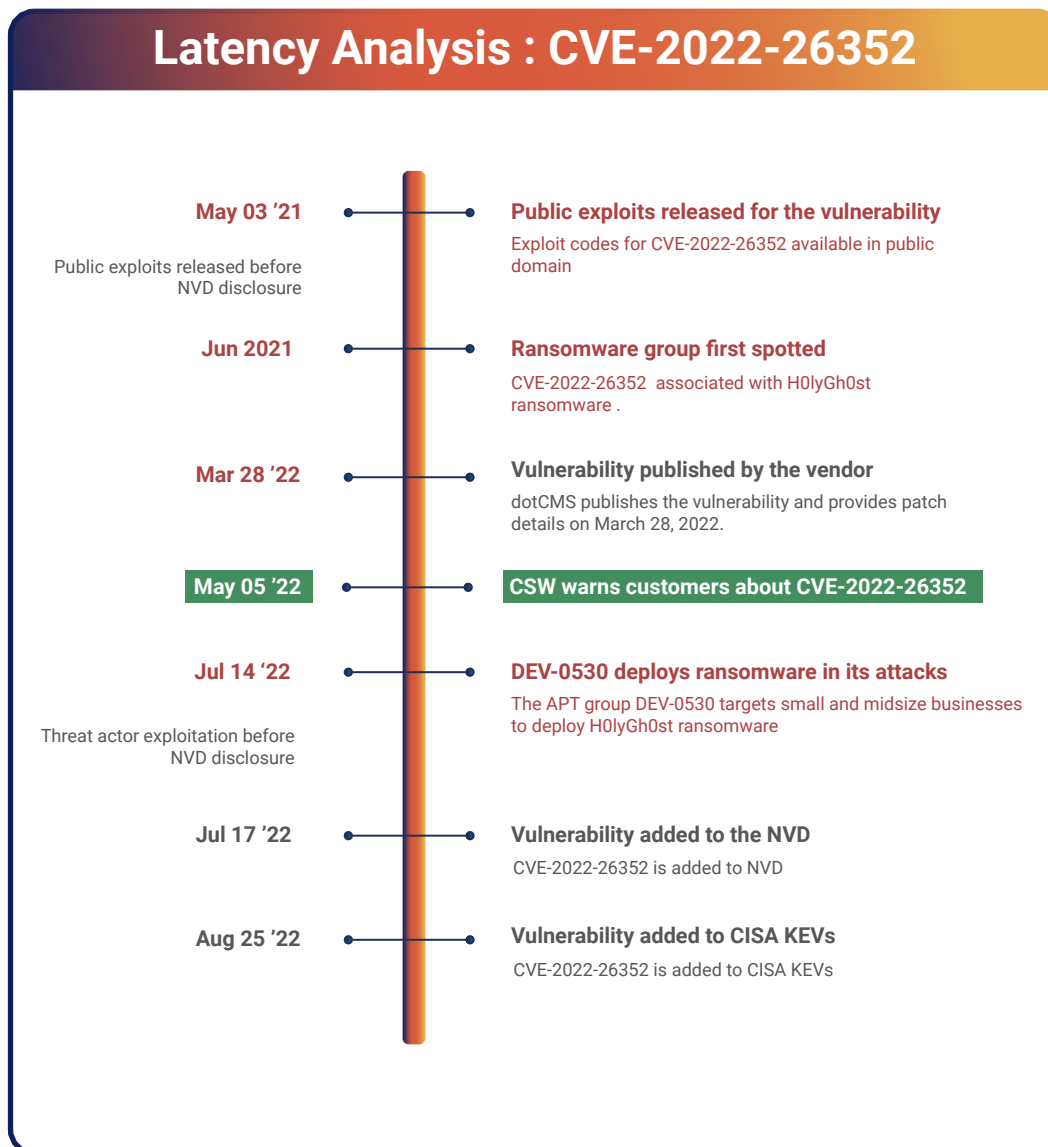 Latency Analysis : CVE-2022-26352
May 03 ’21
Public exploits released for the vulnerability
Exploit codes for CVE-2022-26352 available in public
domain
Public exploits released before
NVD disclosure
Jun 2021
Ransomware group first spotted
CVE-2022-26352  associated with H0lyGh0st
ransomware .
Mar 28 ’22
Vulnerability published by the vendor
dotCMS publishes the vulnerability and provides patch
details on March 28, 2022.
May 05 ’22
CSW warns customers about CVE-2022-26352
Jul 14 ‘22
DEV-0530 deploys ransomware in its attacks
The APT group DEV-0530 targets small and midsize businesses
to deploy H0lyGh0st ransomware
Threat actor exploitation before
NVD disclosure
Jul 17 ’22
Vulnerability added to the NVD
CVE-2022-26352 is added to NVD
Aug 25 ’22
Vulnerability added to CISA KEVs
CVE-2022-26352 is added to CISA KEVs